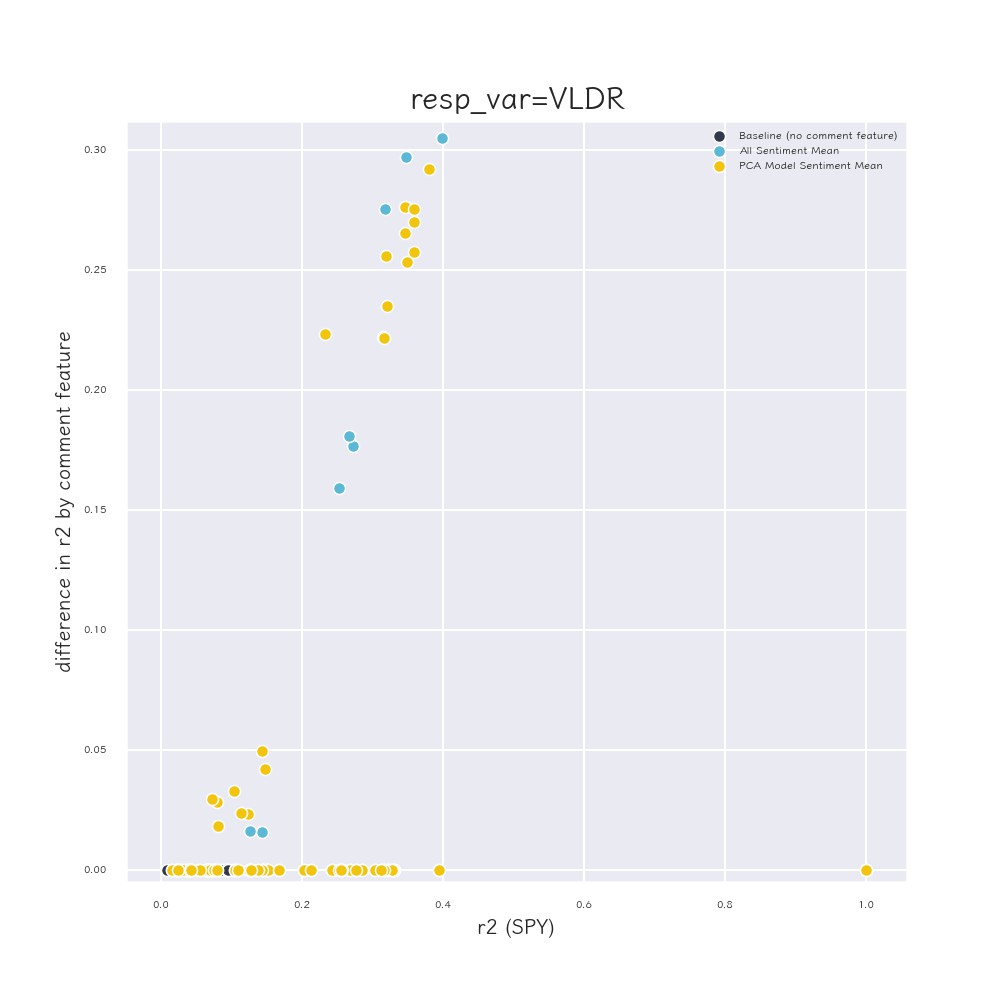 resp_var=VLDR
Baseline (no comment feature)
All Sentiment Mean
PCA Model Sentiment Mean
difference in r2 by comment feature
0.30
0.25
0.20
0.15
0.10
0.05
0.00
0.0 0.2 0.4 0.6 0.8 1.0
r2 (SPY)